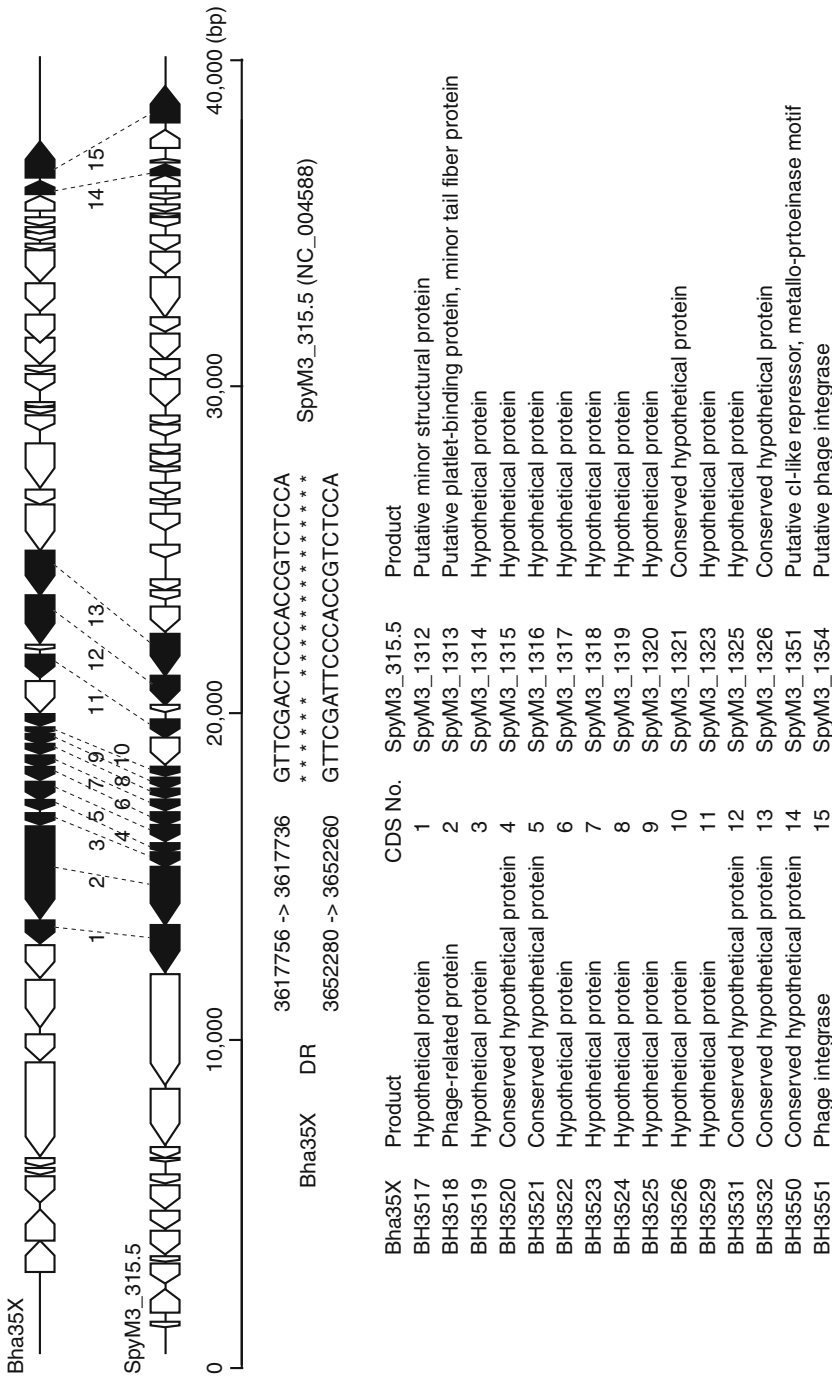 Bha35X
1 2 3 4 5 6 7 8 9 10 11 12 13 14 15
SpyM3_315.5
0 10,000 20,000 30,000 40,000 (bp)
Bha35X DR 3617756 -> 3617736 GTTCGACTCCCACCGTCTCCA SpyM3_315.5 (NC_004588)
****** **************
3652280 -> 3652260 GTTCGATTCCCACCGTCTCCA
Bha35X Product CDS No. SpyM3_315.5 Product
BH3517 Hypothetical protein 1 SpyM3_1312 Putative minor structural protein
BH3518 Phage-related protein 2 SpyM3_1313 Putative platlet-binding protein, minor tail fiber protein
BH3519 Hypothetical protein 3 SpyM3_1314 Hypothetical protein
BH3520 Conserved hypothetical protein 4 SpyM3_1315 Hypothetical protein
BH3521 Conserved hypothetical protein 5 SpyM3_1316 Hypothetical protein
BH3522 Hypothetical protein 6 SpyM3_1317 Hypothetical protein
BH3523 Hypothetical protein 7 SpyM3_1318 Hypothetical protein
BH3524 Hypothetical protein 8 SpyM3_1319 Hypothetical protein
BH3525 Hypothetical protein 9 SpyM3_1320 Hypothetical protein
BH3526 Hypothetical protein 10 SpyM3_1321 Conserved hypothetical protein
BH3529 Hypothetical protein 11 SpyM3_1323 Hypothetical protein
BH3531 Conserved hypothetical protein 12 SpyM3_1325 Hypothetical protein
BH3532 Conserved hypothetical protein 13 SpyM3_1326 Conserved hypothetical protein
BH3550 Conserved hypothetical protein 14 SpyM3_1351 Putative cI-like repressor, metallo-prtoeinase motif
BH3551 Phage integrase 15 SpyM3_1354 Putative phage integrase